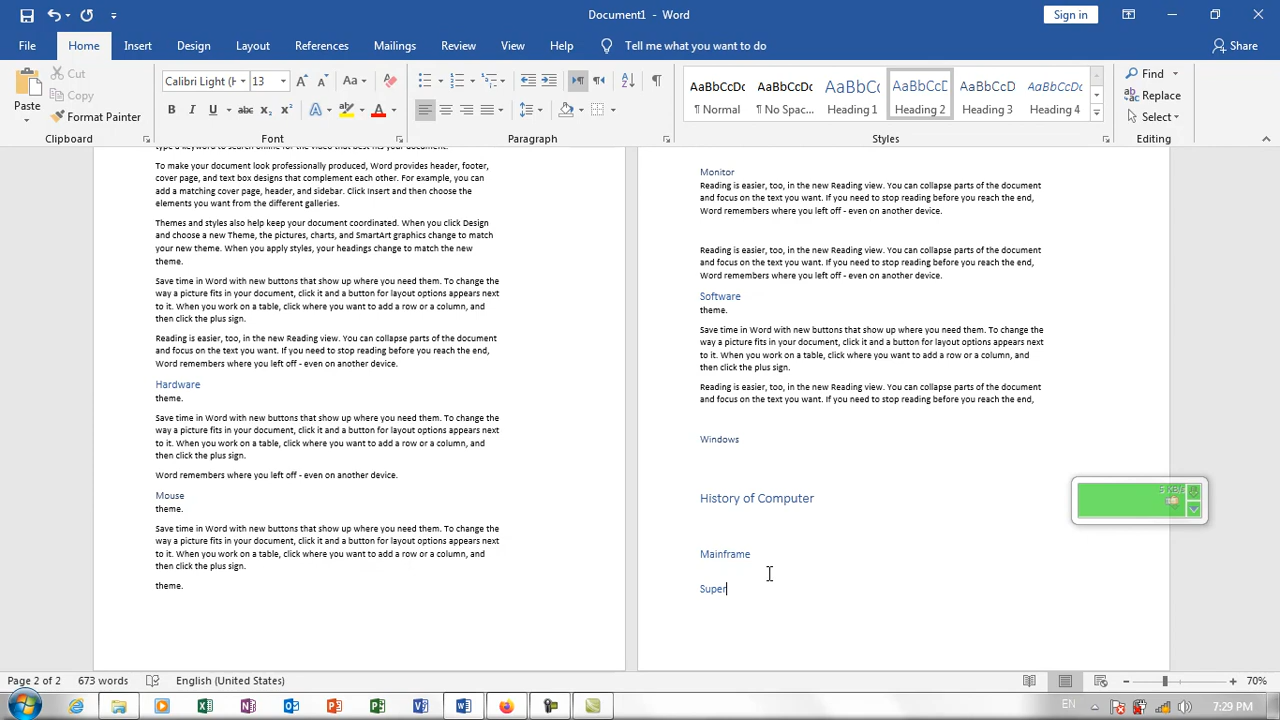 Document1 - Word
Sign in
File Home Insert Design Layout References Mailings Review View Help Tell me what you want to do Share
Paste
Cut
Copy
Format Painter
Clipboard
Calibri Light (H 13 Aa
B I U abc x₂ x² A A
Font
Paragraph
AaBbCcDc AaBbCcDc AaBbCc AaBbCcD AaBbCcD AaBbCcDc
¶ Normal ¶ No Spac... Heading 1 Heading 2 Heading 3 Heading 4
Styles
Find
Replace
Select
Editing
type a keyword to search online for the video that best fits your document.
To make your document look professionally produced, Word provides header, footer,
cover page, and text box designs that complement each other. For example, you can
add a matching cover page, header, and sidebar. Click Insert and then choose the
elements you want from the different galleries.
Themes and styles also help keep your document coordinated. When you click Design
and choose a new Theme, the pictures, charts, and SmartArt graphics change to match
your new theme. When you apply styles, your headings change to match the new
theme.
Save time in Word with new buttons that show up where you need them. To change the
way a picture fits in your document, click it and a button for layout options appears next
to it. When you work on a table, click where you want to add a row or a column, and
then click the plus sign.
Reading is easier, too, in the new Reading view. You can collapse parts of the document
and focus on the text you want. If you need to stop reading before you reach the end,
Word remembers where you left off - even on another device.
Hardware
theme.
Save time in Word with new buttons that show up where you need them. To change the
way a picture fits in your document, click it and a button for layout options appears next
to it. When you work on a table, click where you want to add a row or a column, and
then click the plus sign.
Word remembers where you left off - even on another device.
Mouse
theme.
Save time in Word with new buttons that show up where you need them. To change the
way a picture fits in your document, click it and a button for layout options appears next
to it. When you work on a table, click where you want to add a row or a column, and
then click the plus sign.
theme.
Monitor
Reading is easier, too, in the new Reading view. You can collapse parts of the document
and focus on the text you want. If you need to stop reading before you reach the end,
Word remembers where you left off - even on another device.
Reading is easier, too, in the new Reading view. You can collapse parts of the document
and focus on the text you want. If you need to stop reading before you reach the end,
Word remembers where you left off - even on another device.
Software
theme.
Save time in Word with new buttons that show up where you need them. To change the
way a picture fits in your document, click it and a button for layout options appears next
to it. When you work on a table, click where you want to add a row or a column, and
then click the plus sign.
Reading is easier, too, in the new Reading view. You can collapse parts of the document
and focus on the text you want. If you need to stop reading before you reach the end,
Windows
History of Computer
Mainframe
Super
Page 2 of 2 673 words English (United States) 70%
EN 7:29 PM